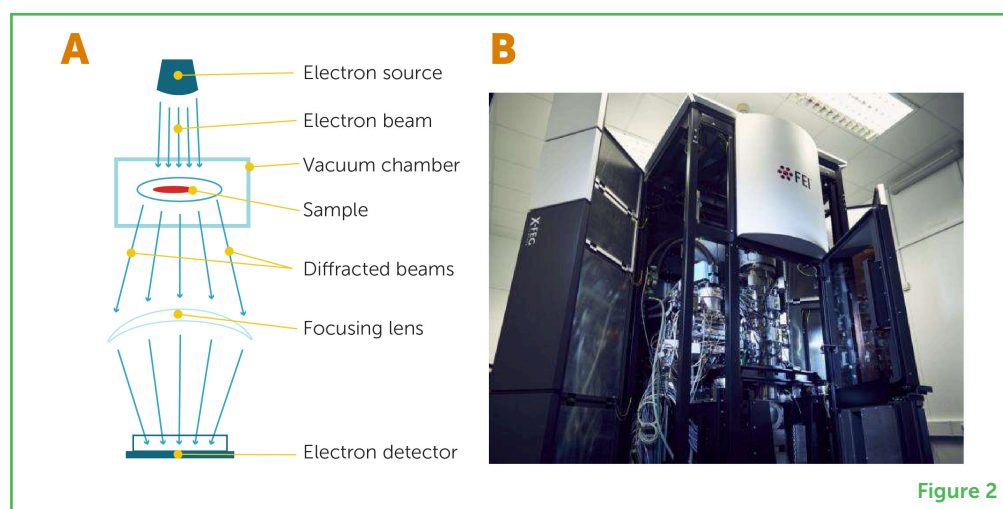 A
Electron source
Electron beam
Vacuum chamber
Sample
Diffracted beams
Focusing lens
Electron detector
B
FEI
X-FEG
Figure 2